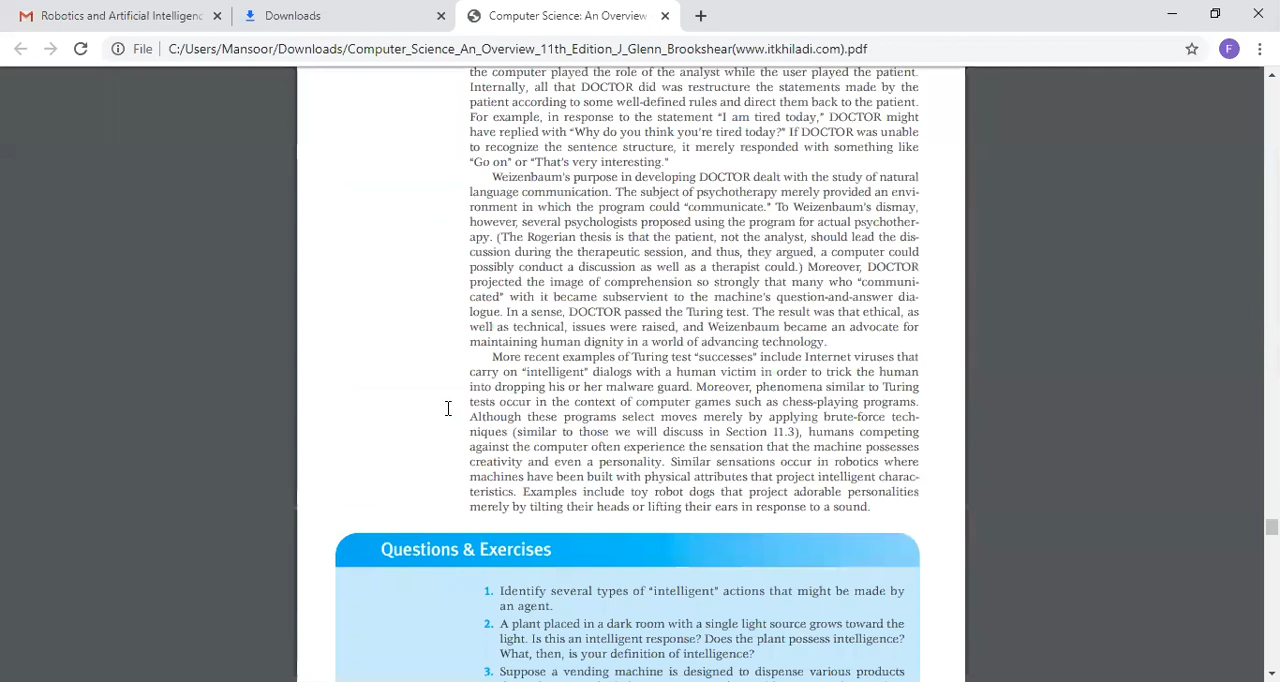 Robotics and Artificial Intelligenc
Downloads
Computer Science: An Overview
File
C:/Users/Mansoor/Downloads/Computer_Science_An_Overview_11th_Edition_J_Glenn_Brookshear(www.itkhiladi.com).pdf
F
the computer played the role of the analyst while the user played the patient.
Internally, all that DOCTOR did was restructure the statements made by the
patient according to some well-defined rules and direct them back to the patient.
For example, in response to the statement “I am tired today,” DOCTOR might
have replied with “Why do you think you’re tired today?” If DOCTOR was unable
to recognize the sentence structure, it merely responded with something like
“Go on” or “That’s very interesting.”
Weizenbaum’s purpose in developing DOCTOR dealt with the study of natural
language communication. The subject of psychotherapy merely provided an envi-
ronment in which the program could “communicate.” To Weizenbaum’s dismay,
however, several psychologists proposed using the program for actual psychother-
apy. (The Rogerian thesis is that the patient, not the analyst, should lead the dis-
cussion during the therapeutic session, and thus, they argued, a computer could
possibly conduct a discussion as well as a therapist could.) Moreover, DOCTOR
projected the image of comprehension so strongly that many who “communi-
cated” with it became subservient to the machine’s question-and-answer dia-
logue. In a sense, DOCTOR passed the Turing test. The result was that ethical, as
well as technical, issues were raised, and Weizenbaum became an advocate for
maintaining human dignity in a world of advancing technology.
More recent examples of Turing test “successes” include Internet viruses that
carry on “intelligent” dialogs with a human victim in order to trick the human
into dropping his or her malware guard. Moreover, phenomena similar to Turing
tests occur in the context of computer games such as chess-playing programs.
Although these programs select moves merely by applying brute-force tech-
niques (similar to those we will discuss in Section 11.3), humans competing
against the computer often experience the sensation that the machine possesses
creativity and even a personality. Similar sensations occur in robotics where
machines have been built with physical attributes that project intelligent charac-
teristics. Examples include toy robot dogs that project adorable personalities
merely by tilting their heads or lifting their ears in response to a sound.
Questions & Exercises
1. Identify several types of “intelligent” actions that might be made by
an agent.
2. A plant placed in a dark room with a single light source grows toward the
light. Is this an intelligent response? Does the plant possess intelligence?
What, then, is your definition of intelligence?
3. Suppose a vending machine is designed to dispense various products